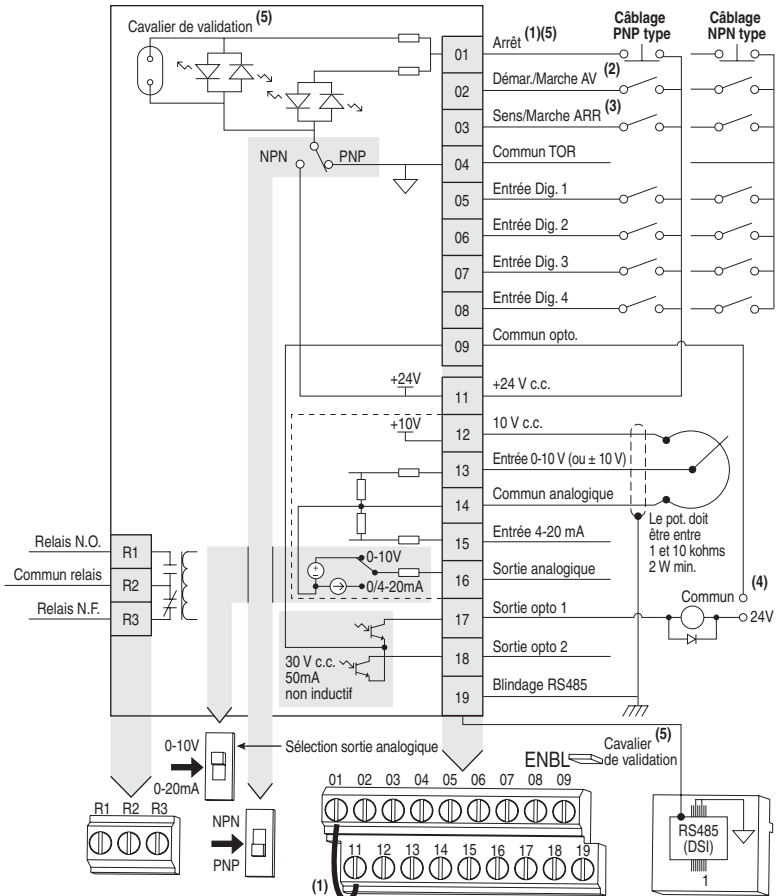 Cavalier de validation (5)
Câblage
PNP type
Câblage
NPN type
01
Arrêt (1)(5)
02
Démar./Marche AV (2)
03
Sens/Marche ARR (3)
NPN
PNP
04
Commun TOR
05
Entrée Dig. 1
06
Entrée Dig. 2
07
Entrée Dig. 3
08
Entrée Dig. 4
09
Commun opto.
+24V
11
+24 V c.c.
+10V
12
10 V c.c.
13
Entrée 0-10 V (ou ± 10 V)
14
Commun analogique
Le pot. doit
être entre
1 et 10 kohms
2 W min.
15
Entrée 4-20 mA
Relais N.O.
R1
0-10V
Commun relais
R2
+
0/4-20mA
16
Sortie analogique
Commun
(4)
24V
Relais N.F.
R3
17
Sortie opto 1
30 V c.c.
50mA
non inductif
18
Sortie opto 2
19
Blindage RS485
0-10V
0-20mA
Sélection sortie analogique
ENBL
Cavalier (5)
de validation
01 02 03 04 05 06 07 08 09
R1 R2 R3
NPN
PNP
11 12 13 14 15 16 17 18 19
(1)
RS485
(DSI)
1